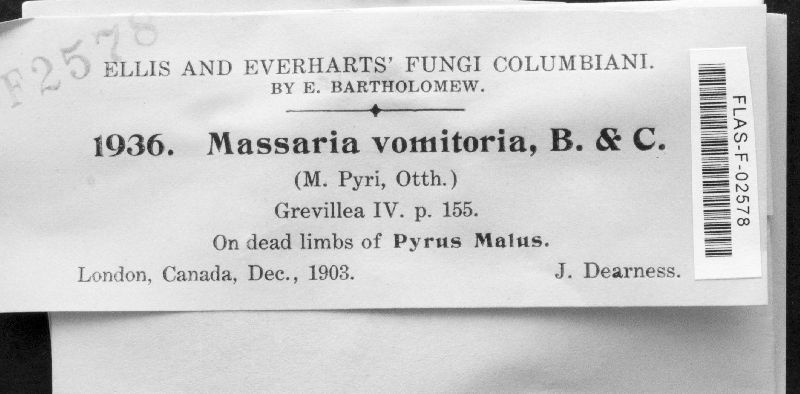 F2578
ELLIS AND EVERHARTS' FUNGI COLUMBIANI.
BY E. BARTHOLOMEW.
1936. Massaria vomitoria, B. & C.
(M. Pyri, Otth.)
Grevillea IV. p. 155.
On dead limbs of Pyrus Malus.
London, Canada, Dec., 1903. J. Dearness.
FLAS-F-02578